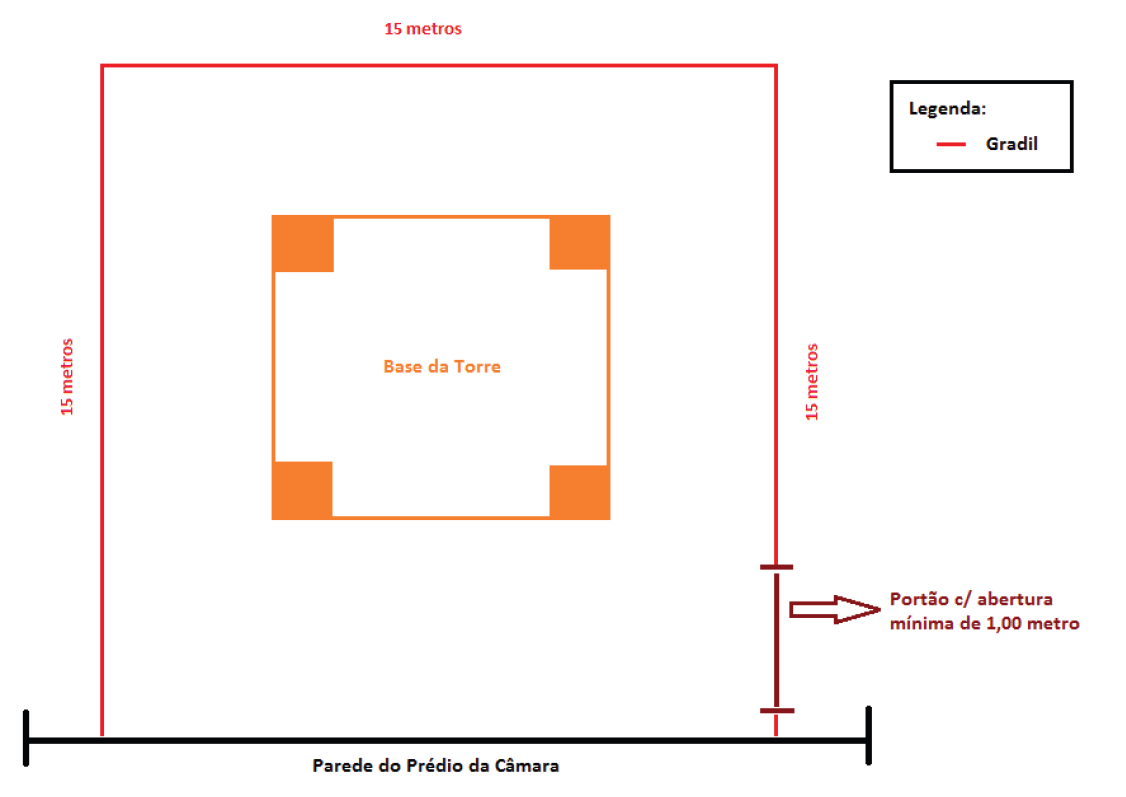 15 metros
Legenda:
Gradil
Base da Torre
15 metros
15 metros
Portão c/ abertura
mínima de 1,00 metro
Parede do Prédio da Câmara